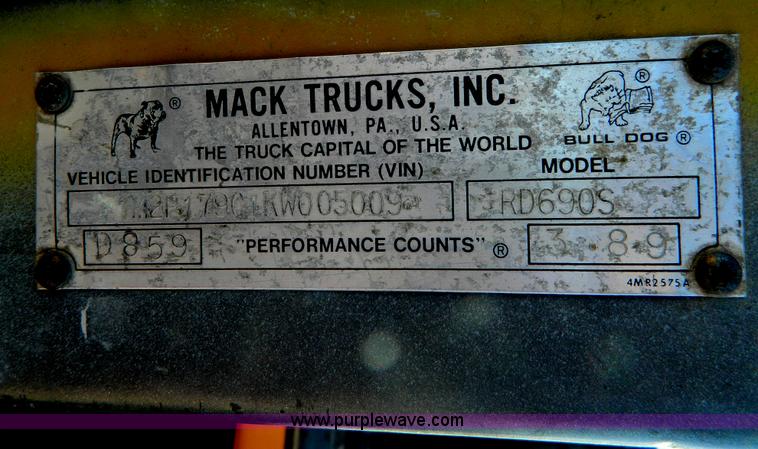 MACK TRUCKS, INC.
ALLENTOWN, PA., U.S.A.
THE TRUCK CAPITAL OF THE WORLD
BULL DOG ®
VEHICLE IDENTIFICATION NUMBER (VIN)
MODEL
RD690S
D859
"PERFORMANCE COUNTS" ®
3 89
4MR2575A
www.purplewave.com